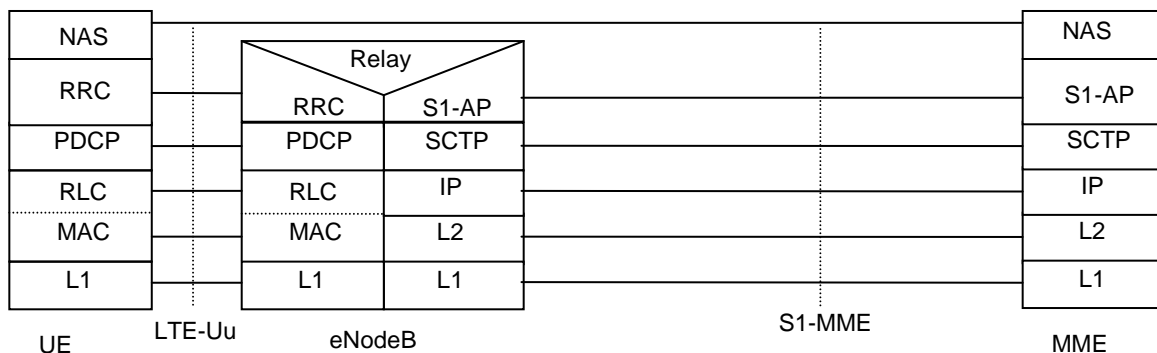 NAS
NAS
Relay
RRC
RRC
S1-AP
S1-AP
PDCP
PDCP
SCTP
SCTP
RLC
RLC
IP
IP
MAC
MAC
L2
L2
L1
L1
L1
L1
UE
LTE-Uu
eNodeB
S1-MME
MME